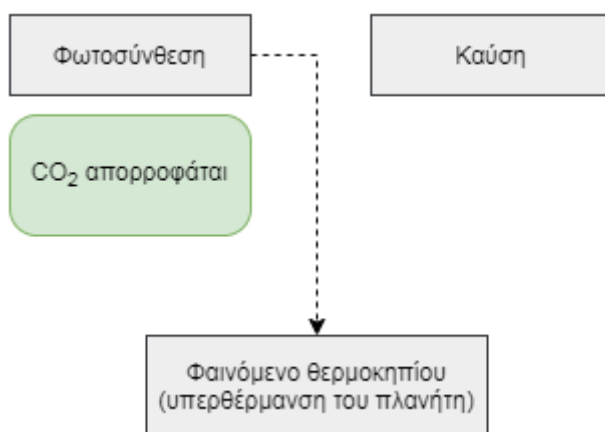 Φωτοσύνθεση
Καύση
CO₂ απορροφάται
Φαινόμενο θερμοκηπίου
(υπερθέρμανση του πλανήτη)